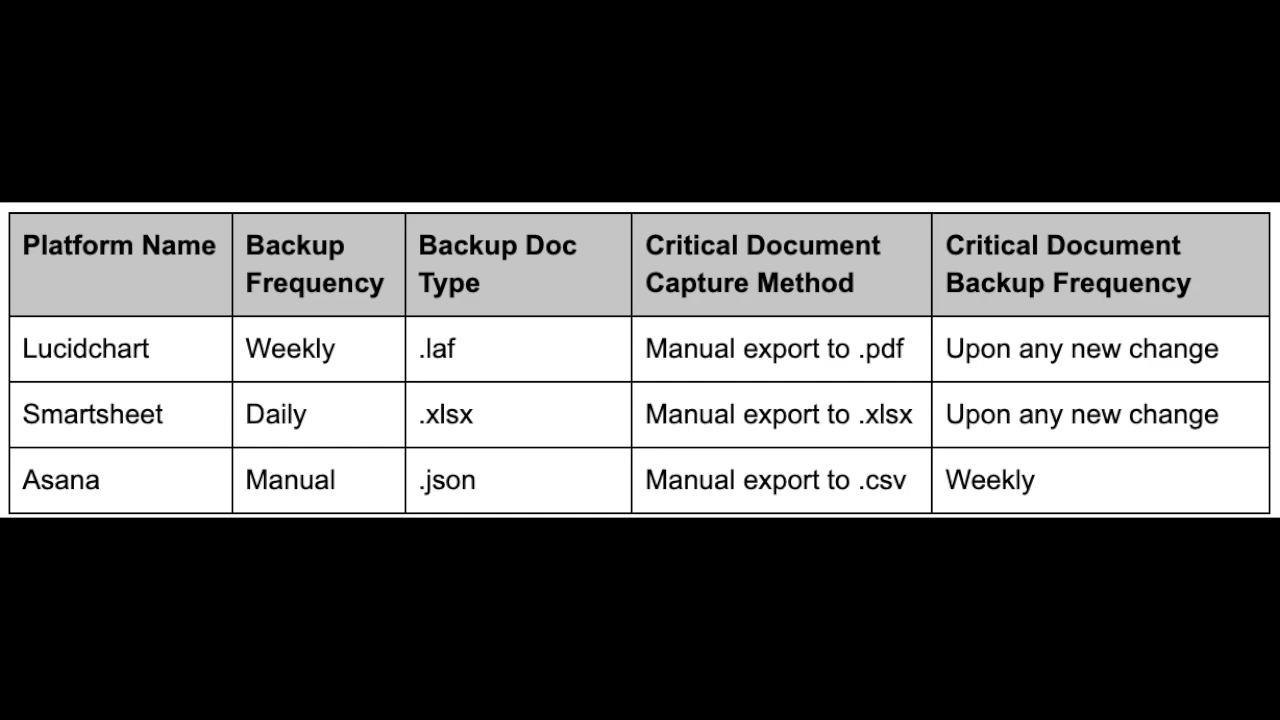 Platform Name Backup Backup Doc Critical Document Critical Document
Frequency Type Capture Method Backup Frequency
Lucidchart Weekly .laf Manual export to .pdf Upon any new change
Smartsheet Daily .xlsx Manual export to .xlsx Upon any new change
Asana Manual .json Manual export to .csv Weekly